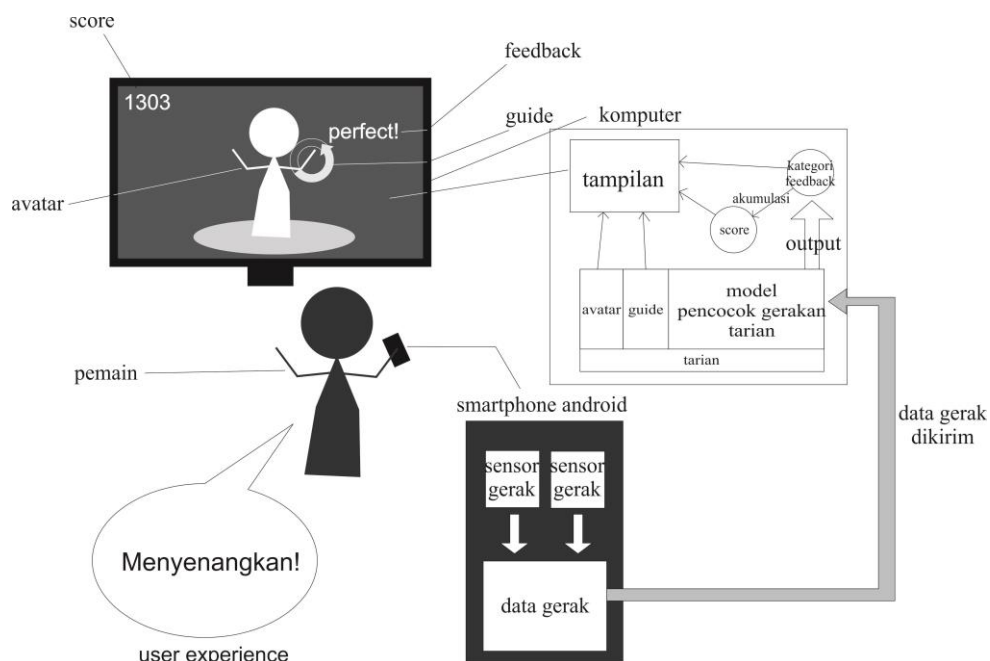 score
1303
feedback
perfect!
guide
komputer
avatar
tampilan
kategori
feedback
akumulasi
score
output
avatar
guide
model
pencocok gerakan
tarian
tarian
pemain
smartphone android
data gerak
dikirim
sensor
gerak
sensor
gerak
data gerak
Menyenangkan!
user experience